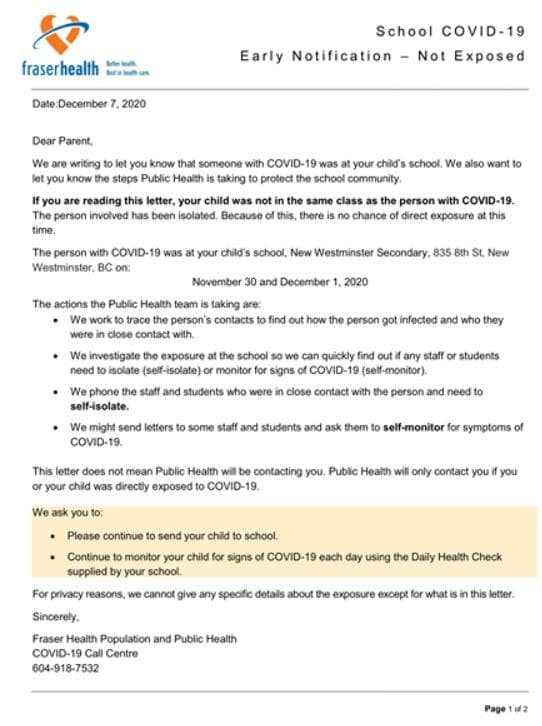 School COVID-19
Early Notification – Not Exposed
fraserhealth
Better health.
Best in health care.
Date:December 7, 2020
Dear Parent,
We are writing to let you know that someone with COVID-19 was at your child's school. We also want to
let you know the steps Public Health is taking to protect the school community.
If you are reading this letter, your child was not in the same class as the person with COVID-19.
The person involved has been isolated. Because of this, there is no chance of direct exposure at this
time.
The person with COVID-19 was at your child's school, New Westminster Secondary, 835 8th St, New
Westminster, BC on:
November 30 and December 1, 2020
The actions the Public Health team is taking are:
• We work to trace the person's contacts to find out how the person got infected and who they
were in close contact with.
• We investigate the exposure at the school so we can quickly find out if any staff or students
need to isolate (self-isolate) or monitor for signs of COVID-19 (self-monitor).
• We phone the staff and students who were in close contact with the person and need to
self-isolate.
• We might send letters to some staff and students and ask them to self-monitor for symptoms of
COVID-19.
This letter does not mean Public Health will be contacting you. Public Health will only contact you if you
or your child was directly exposed to COVID-19.
We ask you to:
• Please continue to send your child to school.
• Continue to monitor your child for signs of COVID-19 each day using the Daily Health Check
supplied by your school.
For privacy reasons, we cannot give any specific details about the exposure except for what is in this letter.
Sincerely,
Fraser Health Population and Public Health
COVID-19 Call Centre
604-918-7532
Page 1 of 2